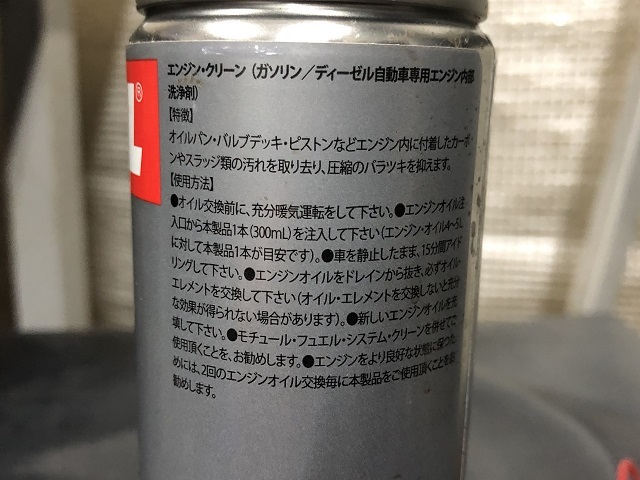 エンジン・クリーン（ガソリン／ディーゼル自動車専用エンジン内部
洗浄剤）
【特徴】
オイルパン・バルブデッキ・ピストンなどエンジン内に付着したカーボ
ンやスラッジ類の汚れを取り去り、圧縮のバラツキを抑えます。
【使用方法】
●オイル交換前に、充分暖気運転をして下さい。●エンジンオイル注
入口から本製品1本（300mL）を注入して下さい（エンジン・オイル4〜5L
に対して本製品1本が目安です）。●車を静止したまま、15分間アイド
リングして下さい。●エンジンオイルをドレインから抜き、必ずオイル・
エレメントを交換して下さい（オイル・エレメントを交換しないと充分
な効果が得られない場合があります）。●新しいエンジンオイルを充
填して下さい。●モチュール・フュエル・システム・クリーンを併せてご
使用頂くことを、お勧めします。●エンジンをより良好な状態に保つた
めには、2回のエンジンオイル交換毎に本製品をご使用頂くことをお
勧めします。
L®